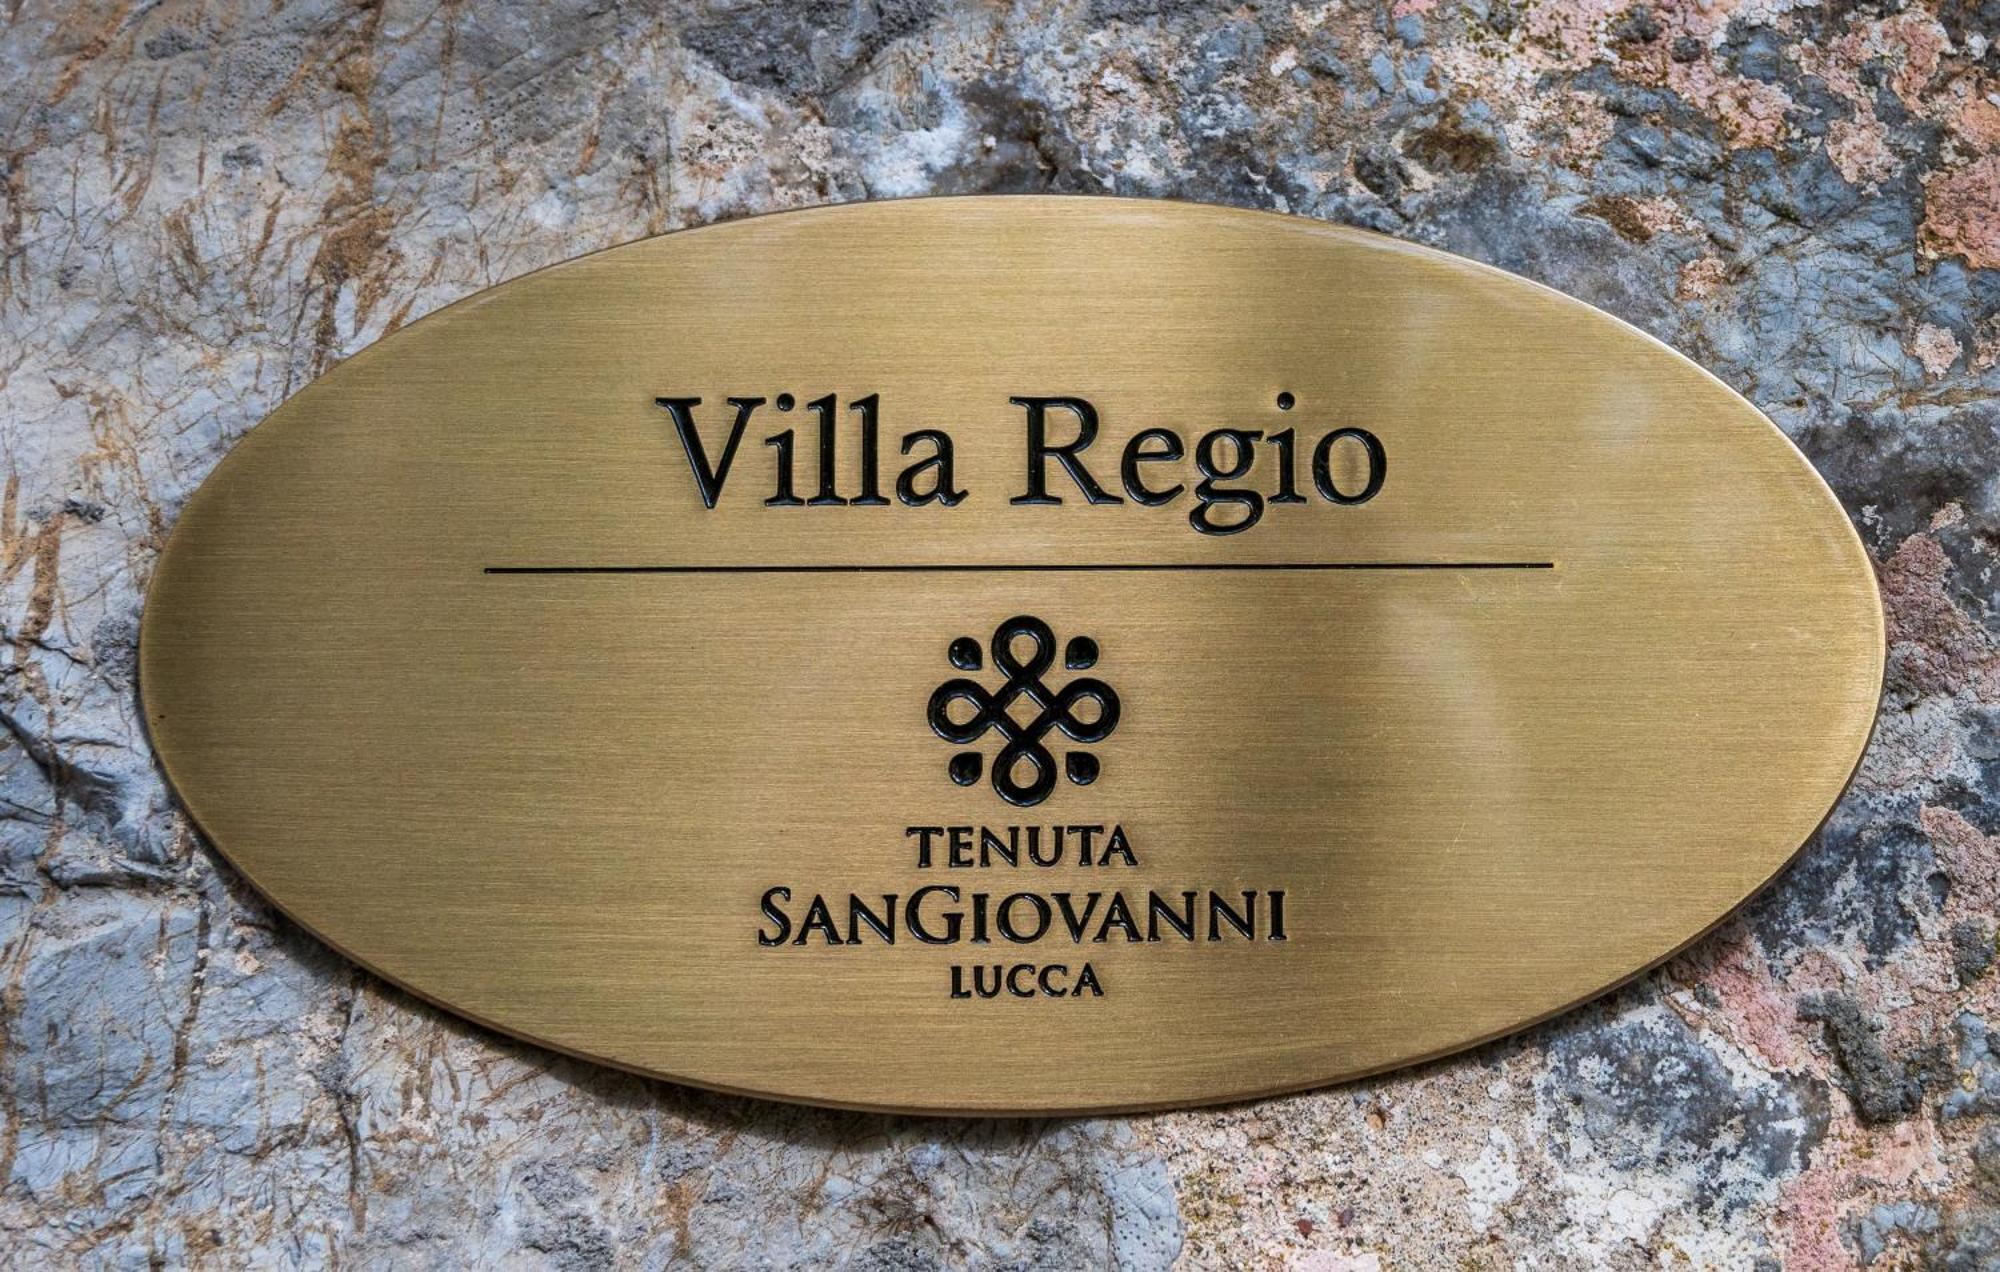 Villa Regio
TENUTA
SANGIOVANNI
LUCCA